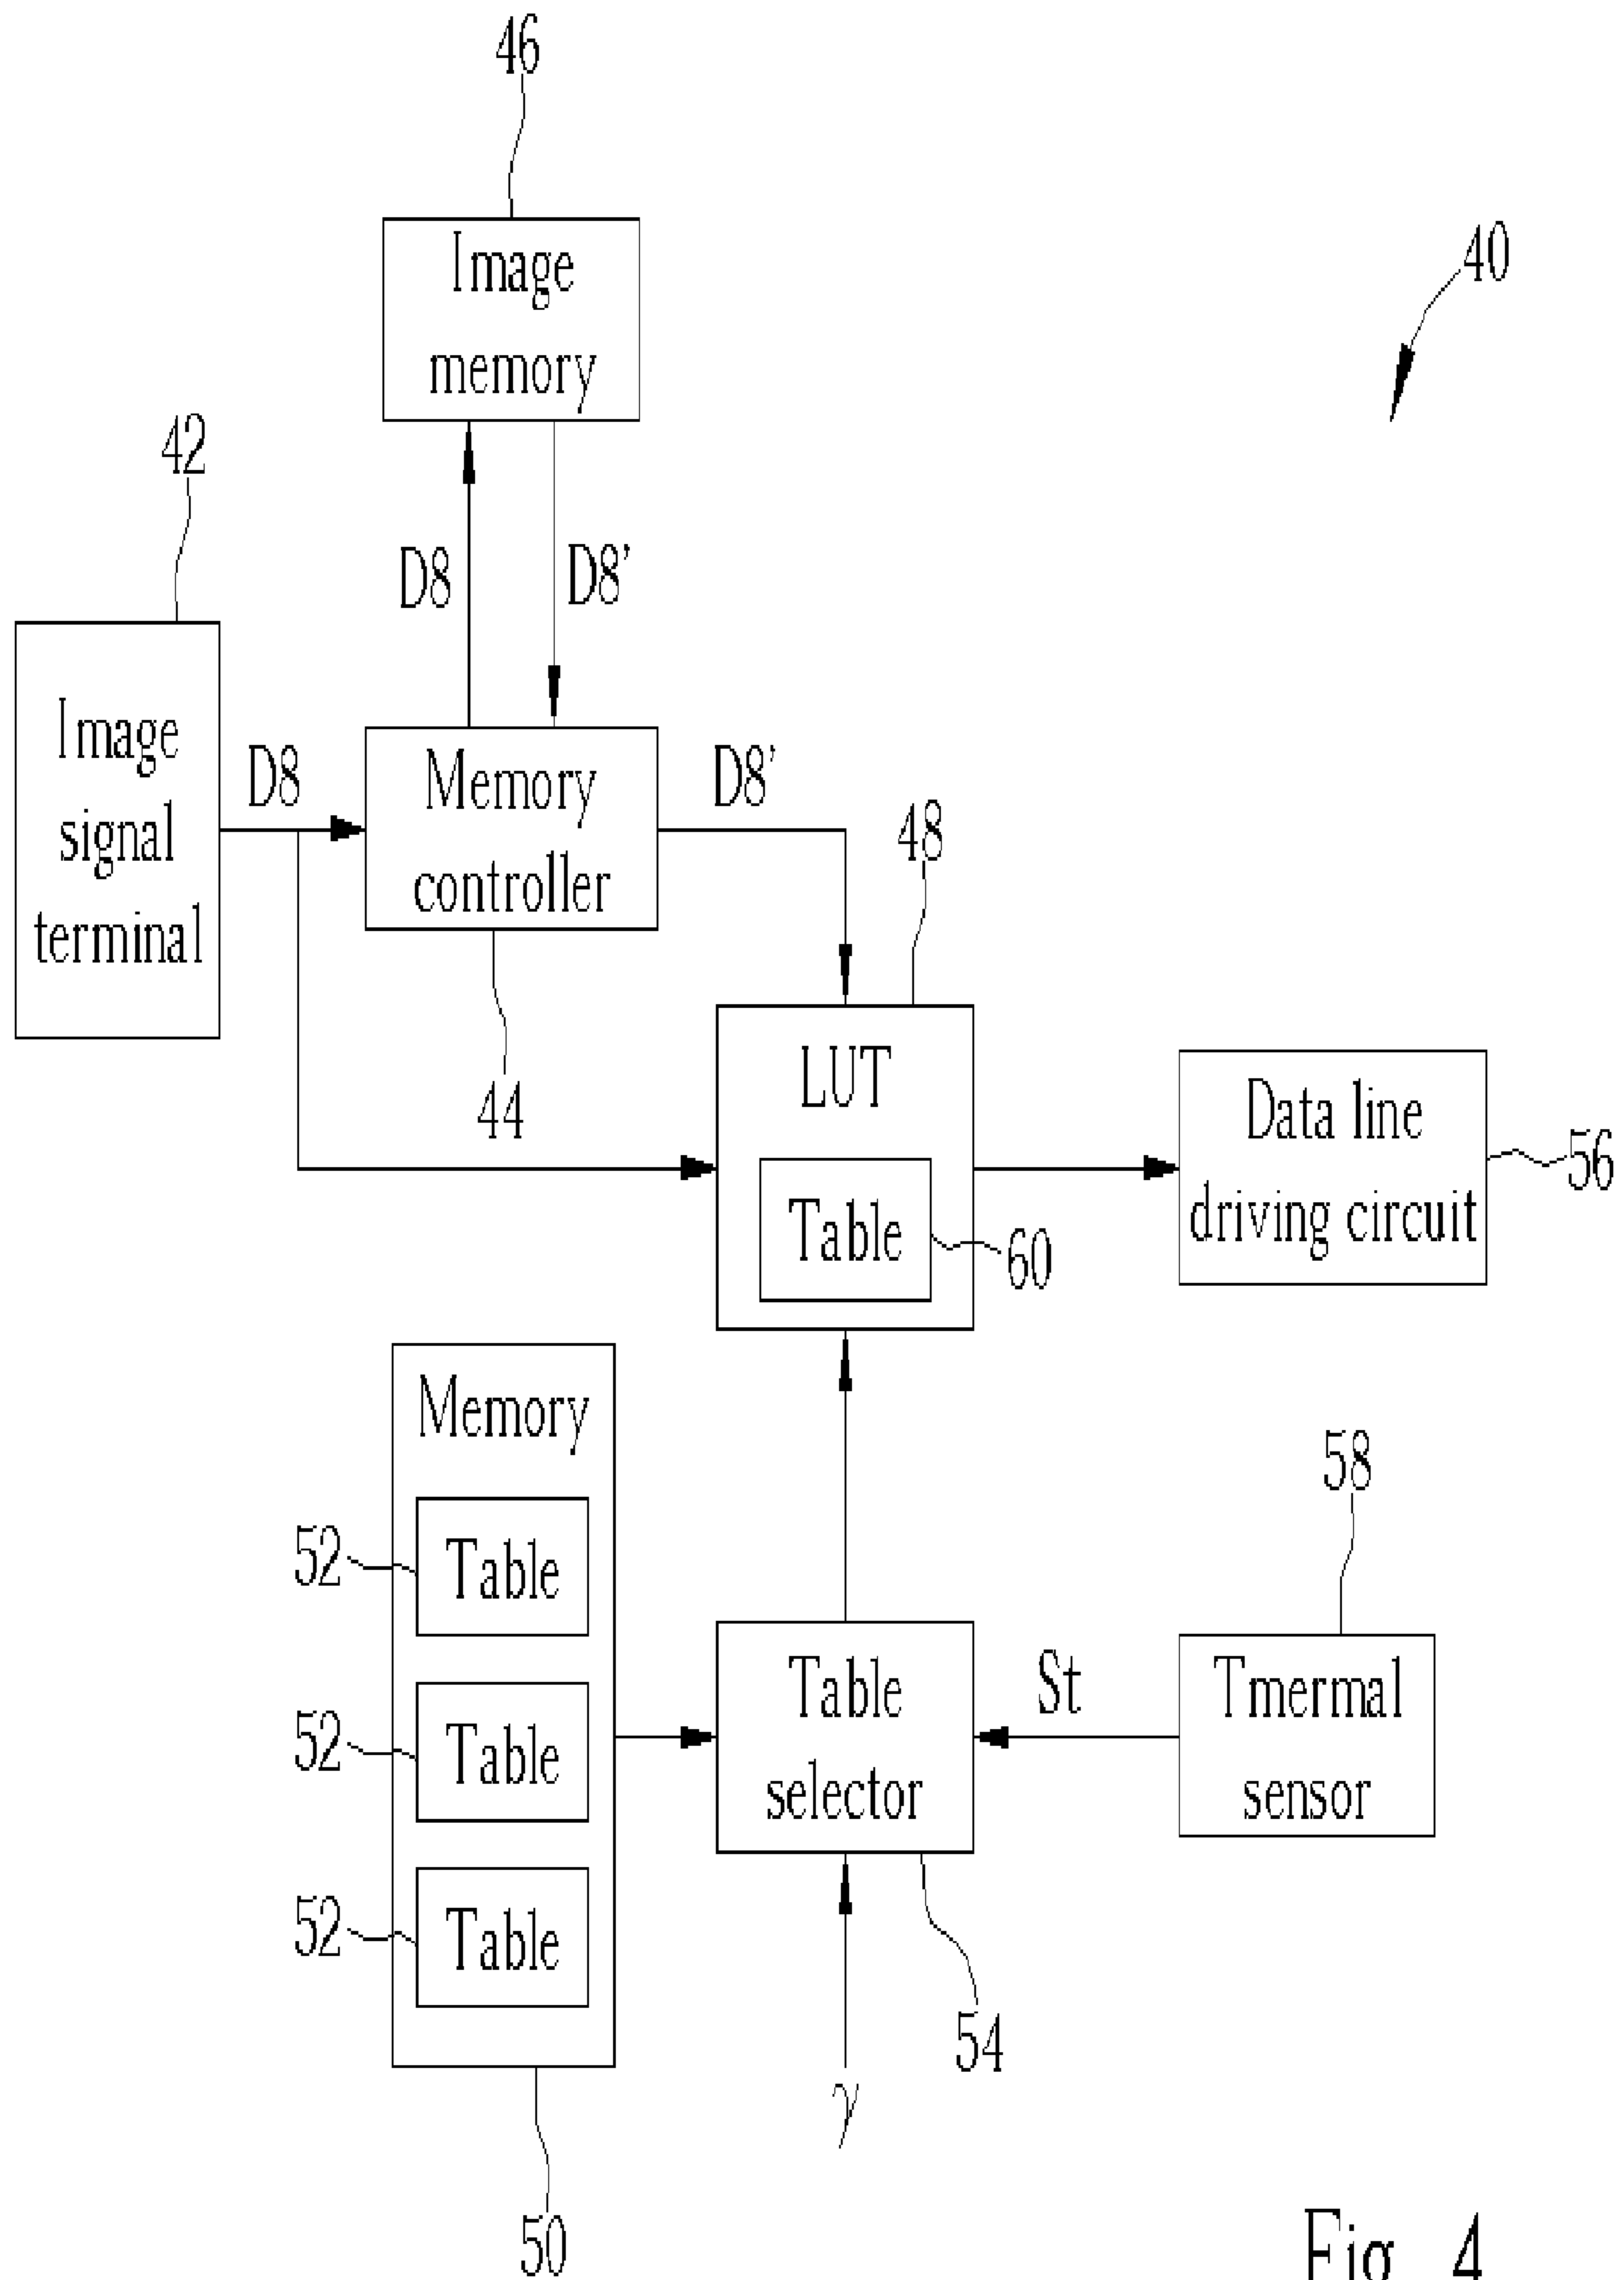 46
Image
memory
40
42
D8
D8'
Image
signal
terminal
D8
Memory
controller
D8'
48
44
LUT
Table
60
Data line
driving circuit
56
Memory
52
Table
52
Table
52
Table
58
Table
selector
St
Tmermal
sensor
54
γ
50
Fig. 4